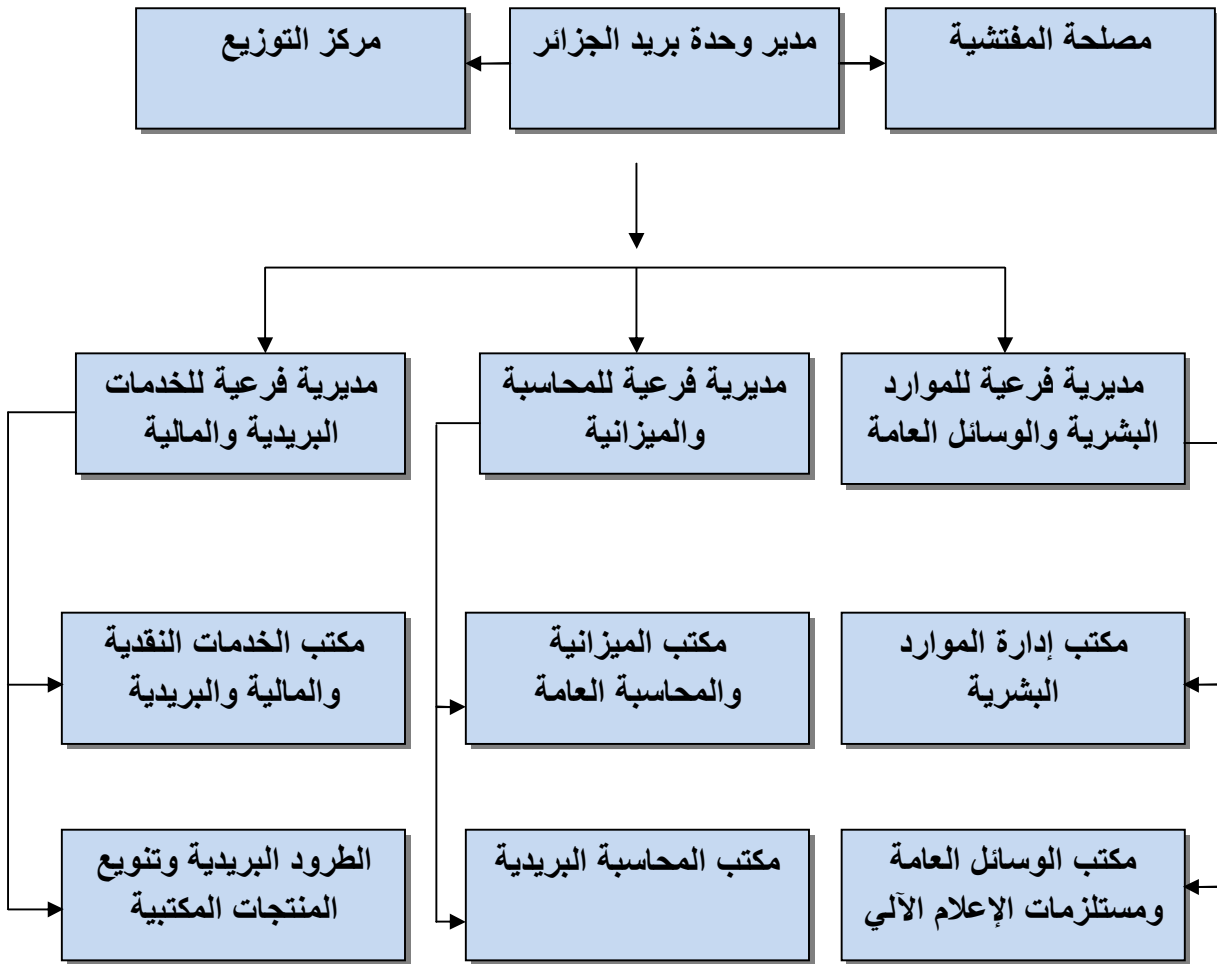 مصلحة المفتشية
مدير وحدة بريد الجزائر
مركز التوزيع
مديرية فرعية للموارد
البشرية والوسائل العامة
مديرية فرعية للمحاسبة
والميزانية
مديرية فرعية للخدمات
البريدية والمالية
مكتب إدارة الموارد
البشرية
مكتب الميزانية
والمحاسبة العامة
مكتب الخدمات النقدية
والمالية والبريدية
مكتب الوسائل العامة
ومستلزمات الإعلام الآلي
مكتب المحاسبة البريدية
الطرود البريدية وتنويع
المنتجات المكتبية